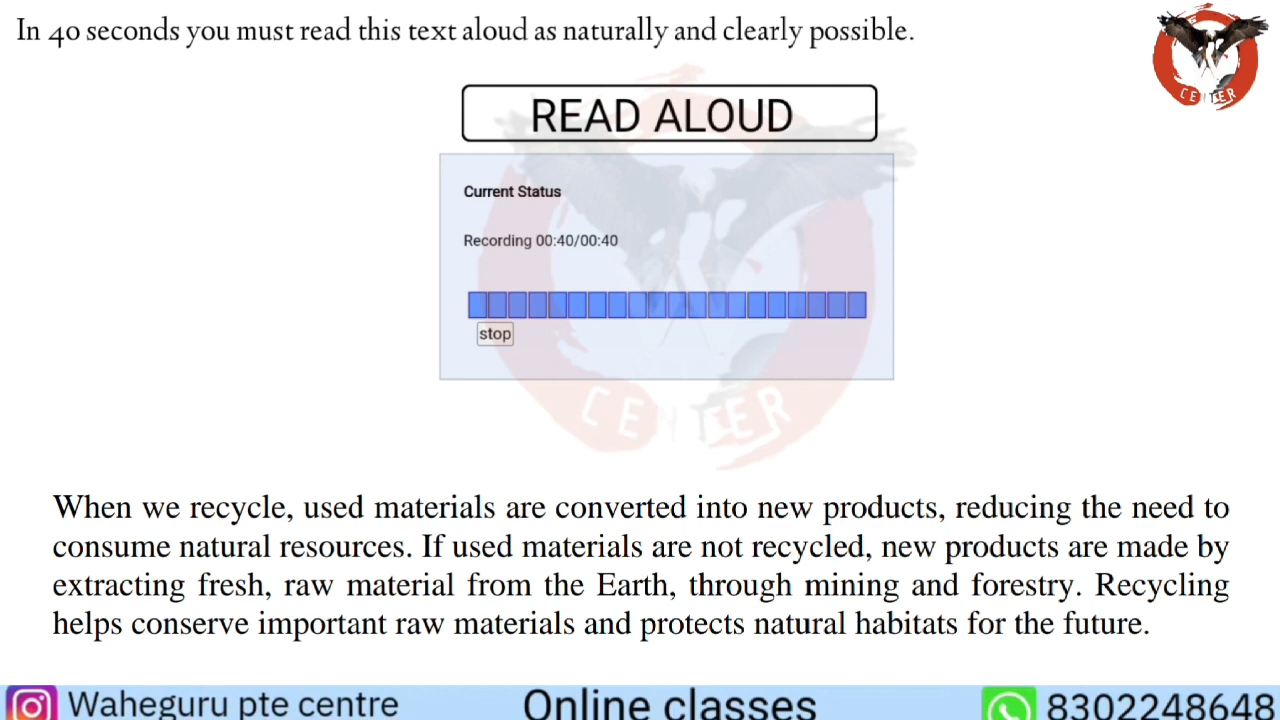 In 40 seconds you must read this text aloud as naturally and clearly possible.
CENTER
READ ALOUD
Current Status
Recording 00:40/00:40
stop
CENTER
When we recycle, used materials are converted into new products, reducing the need to
consume natural resources. If used materials are not recycled, new products are made by
extracting fresh, raw material from the Earth, through mining and forestry. Recycling
helps conserve important raw materials and protects natural habitats for the future.
Waheguru pte centre Online classes 8302248648